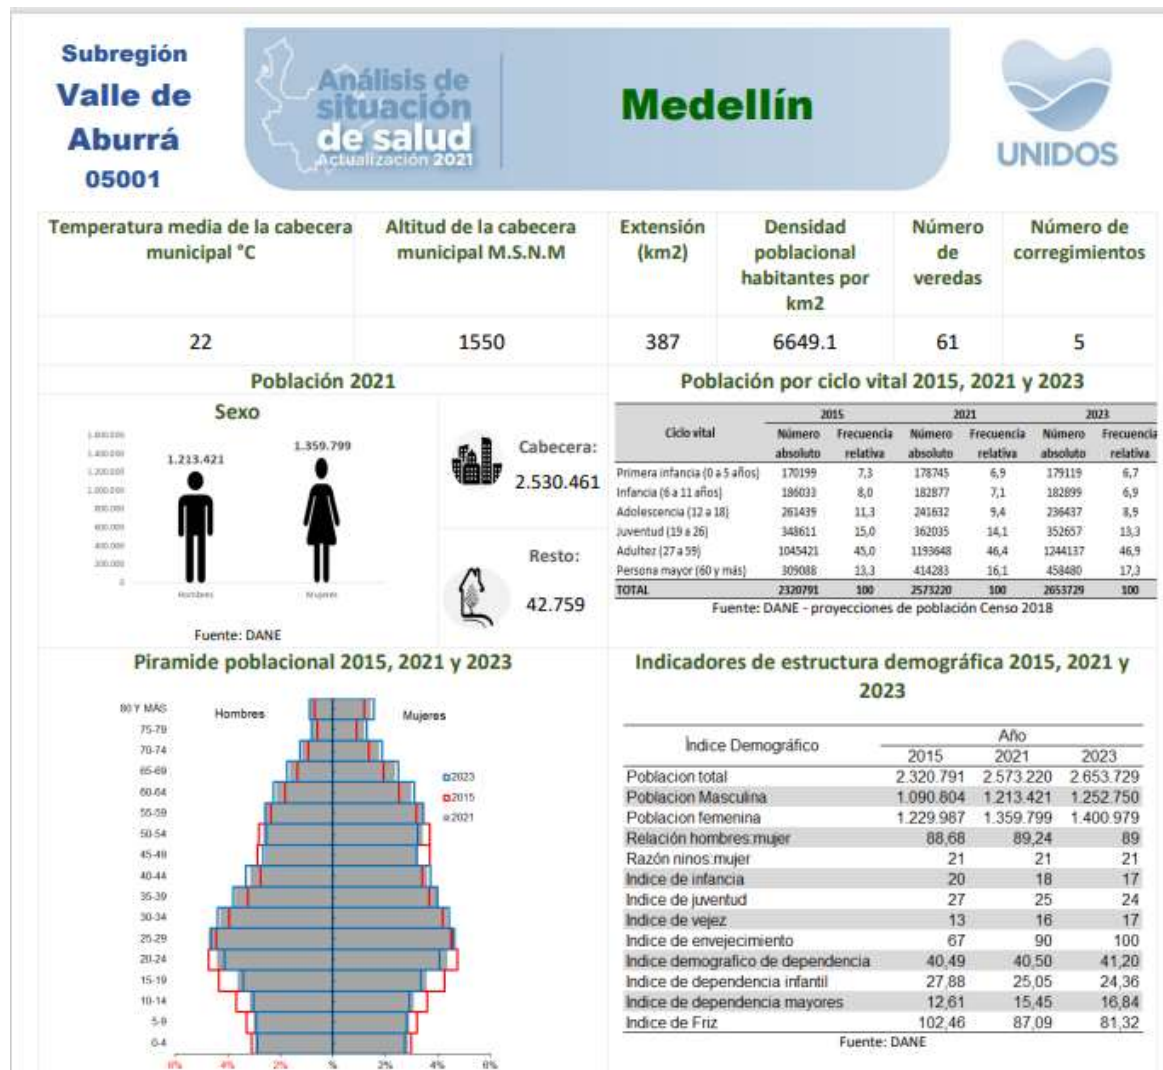 Subregión
Valle de
Aburrá
05001
Análisis de
situación
de salud
Actualización 2021
Medellín
UNIDOS
Temperatura media de la cabecera
municipal °C
Altitud de la cabecera
municipal M.S.N.M
Extensión
(km2)
Densidad
poblacional
habitantes por
km2
Número
de
veredas
Número de
corregimientos
22 1550 387 6649.1 61 5
Población 2021
Sexo
1.213.421
1.359.799
Hombres Mujeres
Fuente: DANE
Cabecera:
2.530.461
Resto:
42.759
Población por ciclo vital 2015, 2021 y 2023
Ciclo vital 2015 2021 2023
Número absoluto Frecuencia relativa Número absoluto Frecuencia relativa Número absoluto Frecuencia relativa
Primera infancia (0 a 5 años) 170199 7,3 178745 6,9 179119 6,7
Infancia (6 a 11 años) 186033 8,0 182877 7,1 182899 6,9
Adolescencia (12 a 18) 261439 11,3 241632 9,4 236437 8,9
Juventud (19 a 26) 348611 15,0 362035 14,1 352657 13,3
Adultez (27 a 59) 1045421 45,0 1193648 46,4 1244137 46,9
Persona mayor (60 y más) 309088 13,3 414283 16,1 458480 17,3
TOTAL 2320791 100 2573220 100 2653729 100
Fuente: DANE - proyecciones de población Censo 2018
Piramide poblacional 2015, 2021 y 2023
Hombres Mujeres
80 Y MÁS
75-79
70-74
65-69
60-64
55-59
50-54
45-49
40-44
35-39
30-34
25-29
20-24
15-19
10-14
5-9
0-4
2023
2015
2021
6% 4% 2% % 2% 4% 6%
Indicadores de estructura demográfica 2015, 2021 y
2023
Índice Demográfico Año
2015 2021 2023
Poblacion total 2.320.791 2.573.220 2.653.729
Poblacion Masculina 1.090.804 1.213.421 1.252.750
Poblacion femenina 1.229.987 1.359.799 1.400.979
Relación hombres:mujer 88,68 89,24 89
Razón ninos:mujer 21 21 21
Indice de infancia 20 18 17
Indice de juventud 27 25 24
Indice de vejez 13 16 17
Indice de envejecimiento 67 90 100
Indice demografico de dependencia 40,49 40,50 41,20
Indice de dependencia infantil 27,88 25,05 24,36
Indice de dependencia mayores 12,61 15,45 16,84
Indice de Friz 102,46 87,09 81,32
Fuente: DANE